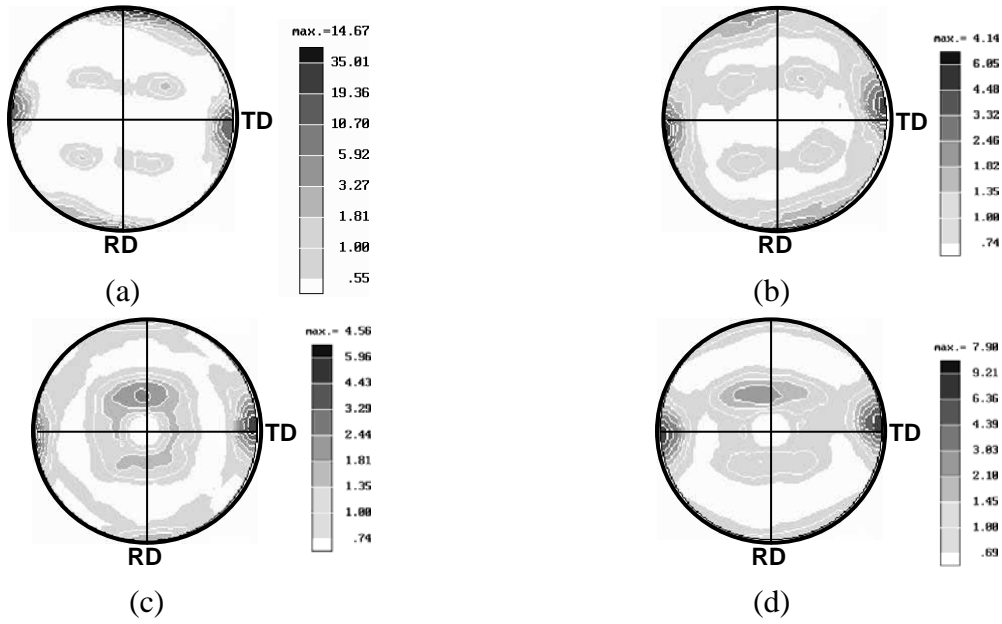 max.=14.67
35.01
19.36
10.70
5.92
3.27
1.81
1.00
.55
TD
RD
(a)
max.= 4.14
6.05
4.48
3.32
2.46
1.82
1.35
1.00
.74
TD
RD
(b)
max.= 4.56
5.96
4.43
3.29
2.44
1.81
1.35
1.00
.74
TD
RD
(c)
max.= 7.90
9.21
6.36
4.39
3.03
2.10
1.45
1.00
.69
TD
RD
(d)